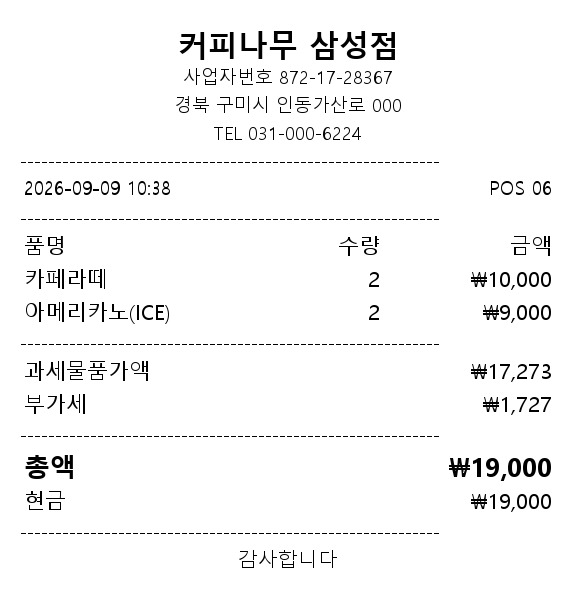 커피나무 삼성점
사업자번호 872-17-28367
경북 구미시 인동가산로 000
TEL 031-000-6224
2026-09-09 10:38 POS 06
품명 수량 금액
카페라떼 2 ₩10,000
아메리카노(ICE) 2 ₩9,000
과세물품가액 ₩17,273
부가세 ₩1,727
총액 ₩19,000
현금 ₩19,000
감사합니다